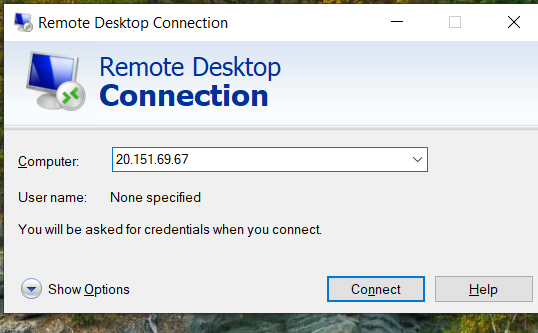 Remote Desktop Connection
Remote Desktop
Connection
Computer: 20.151.69.67
User name: None specified
You will be asked for credentials when you connect.
Show Options Connect Help